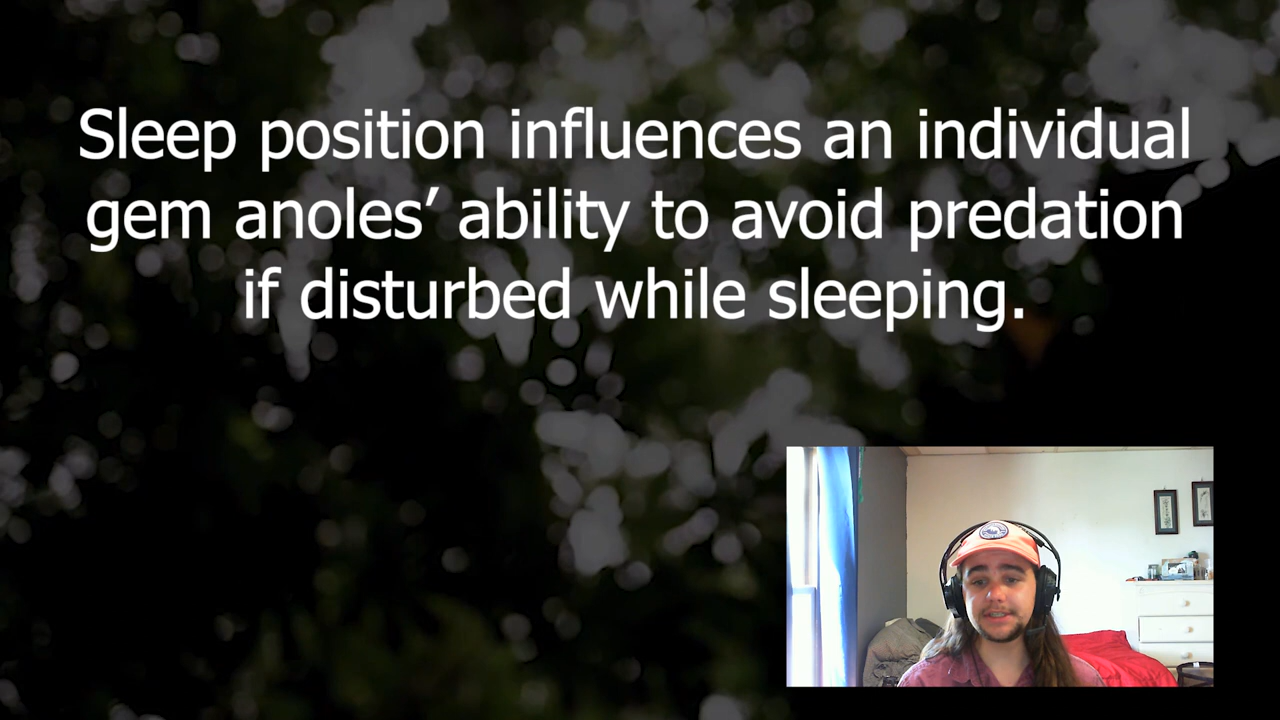 Sleep position influences an individual
gem anoles’ ability to avoid predation
if disturbed while sleeping.